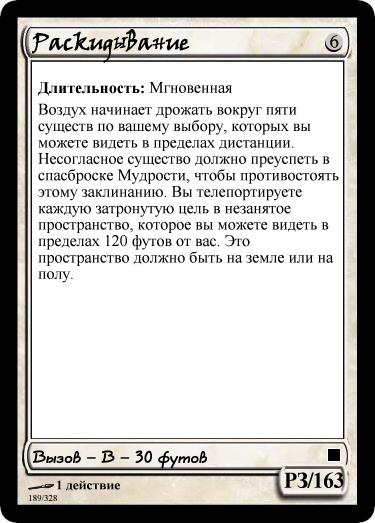 Раскидывание 6
Длительность: Мгновенная
Воздух начинает дрожать вокруг пяти
существ по вашему выбору, которых вы
можете видеть в пределах дистанции.
Несогласное существо должно преуспеть в
спасброске Мудрости, чтобы противостоять
этому заклинанию. Вы телепортируете
каждую затронутую цель в незанятое
пространство, которое вы можете видеть в
пределах 120 футов от вас. Это
пространство должно быть на земле или на
полу.
Вызов – В – 30 футов
1 действие
РЗ/163
189/328